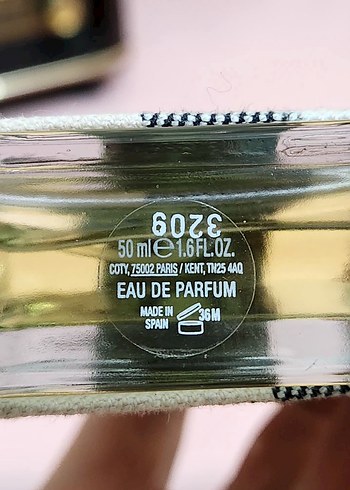 3209
50 ml e 1.6 FL.OZ.
COTY, 75002 PARIS / KENT, TN25 4AQ
EAU DE PARFUM
MADE IN
SPAIN
36M